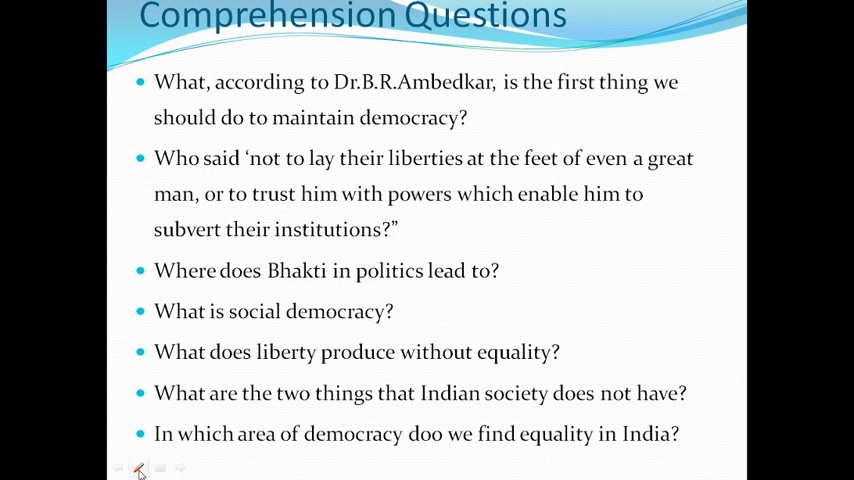 Comprehension Questions
• What, according to Dr.B.R.Ambedkar, is the first thing we
should do to maintain democracy?
• Who said ‘not to lay their liberties at the feet of even a great
man, or to trust him with powers which enable him to
subvert their institutions?”
• Where does Bhakti in politics lead to?
• What is social democracy?
• What does liberty produce without equality?
• What are the two things that Indian society does not have?
• In which area of democracy doo we find equality in India?